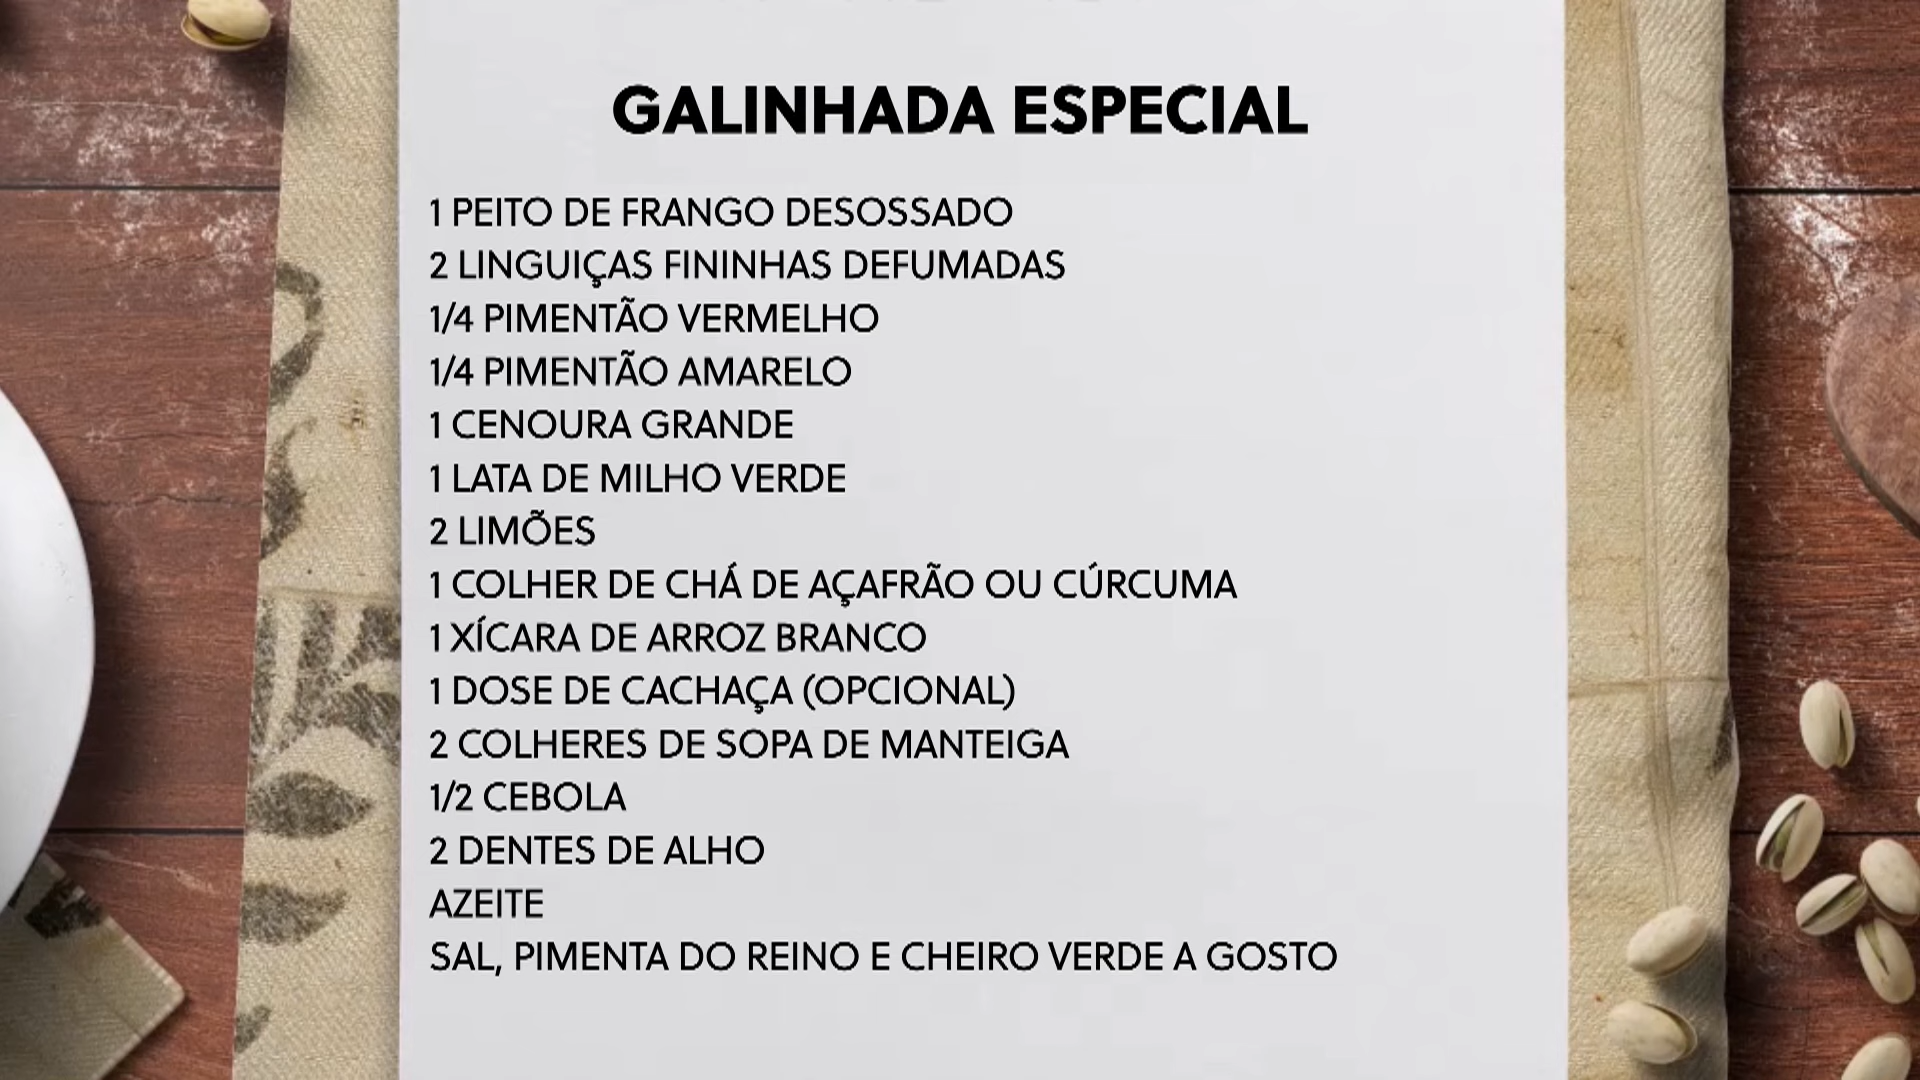 GALINHADA ESPECIAL
1 PEITO DE FRANGO DESOSSADO
2 LINGUIÇAS FININHAS DEFUMADAS
1/4 PIMENTÃO VERMELHO
1/4 PIMENTÃO AMARELO
1 CENOURA GRANDE
1 LATA DE MILHO VERDE
2 LIMÕES
1 COLHER DE CHÁ DE AÇAFRÃO OU CÚRCUMA
1 XÍCARA DE ARROZ BRANCO
1 DOSE DE CACHAÇA (OPCIONAL)
2 COLHERES DE SOPA DE MANTEIGA
1/2 CEBOLA
2 DENTES DE ALHO
AZEITE
SAL, PIMENTA DO REINO E CHEIRO VERDE A GOSTO